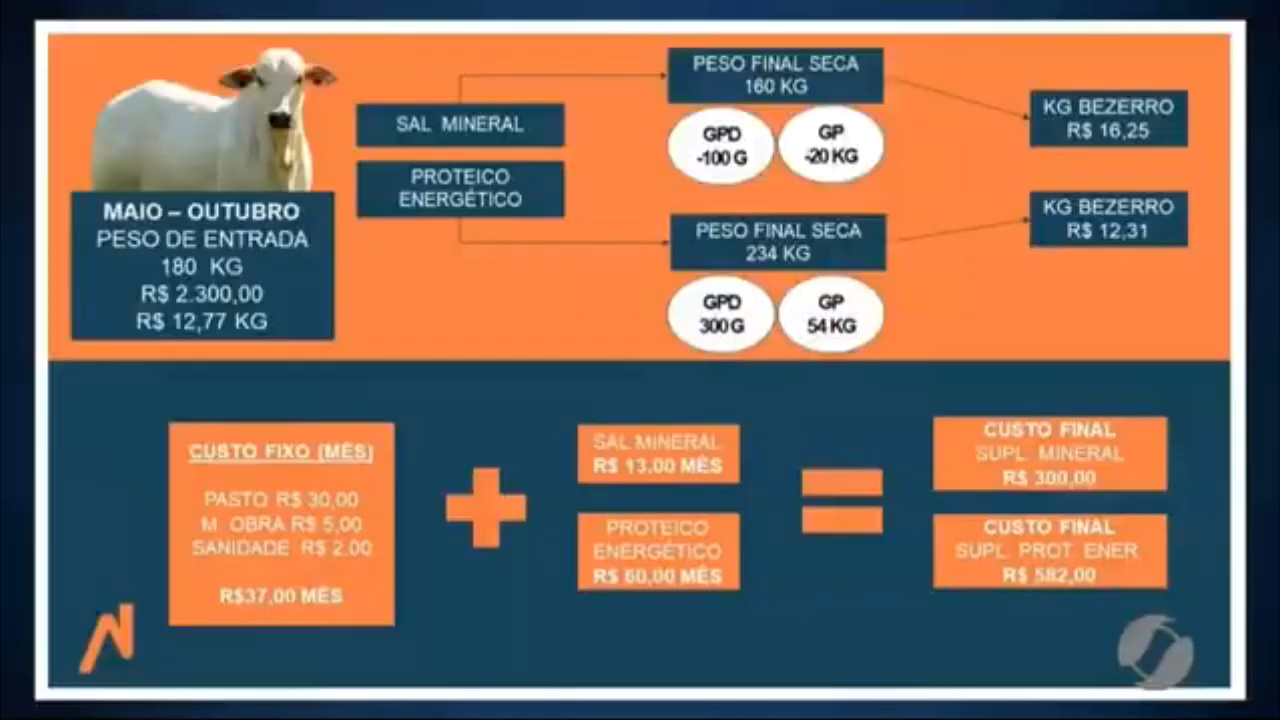 MAIO – OUTUBRO
PESO DE ENTRADA
180 KG
R$ 2.300,00
R$ 12,77 KG
SAL MINERAL
PROTEICO
ENERGÉTICO
PESO FINAL SECA
160 KG
GPD
-100 G
GP
-20 KG
PESO FINAL SECA
234 KG
GPD
300 G
GP
54 KG
KG BEZERRO
R$ 16,25
KG BEZERRO
R$ 12,31
CUSTO FIXO (MÊS)
PASTO R$ 30,00
M. OBRA R$ 5,00
SANIDADE R$ 2,00
R$37,00 MÊS
SAL MINERAL
R$ 13,00 MÊS
PROTEICO
ENERGÉTICO
R$ 60,00 MÊS
CUSTO FINAL
SUPL. MINERAL
R$ 300,00
CUSTO FINAL
SUPL. PROT. ENER
R$ 582,00